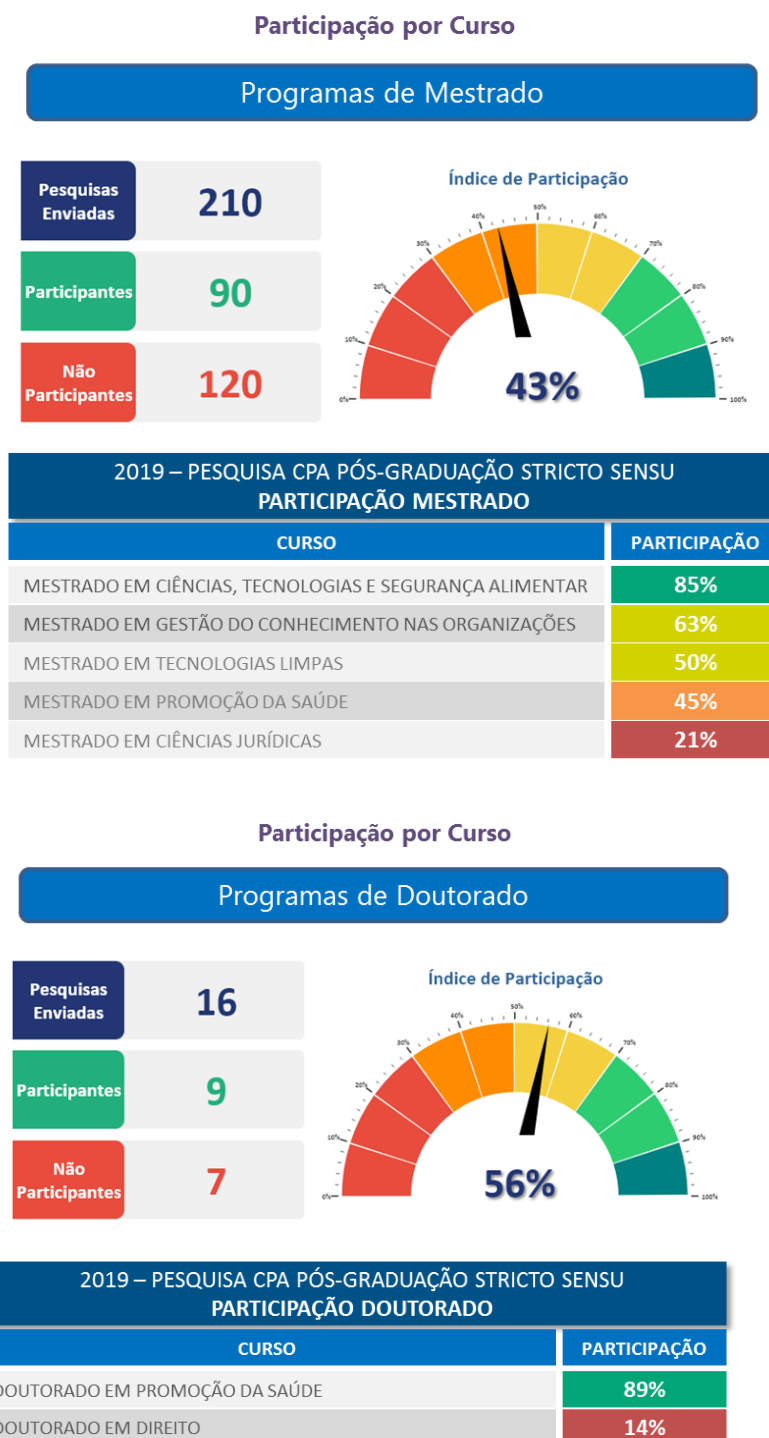 Participação por Curso
Programas de Mestrado
Pesquisas
Enviadas
210
Participantes
90
Não
Participantes
120
Índice de Participação
0%
10%
20%
30%
40%
50%
60%
70%
80%
90%
100%
43%
2019 – PESQUISA CPA PÓS-GRADUAÇÃO STRICTO SENSU
PARTICIPAÇÃO MESTRADO
CURSO PARTICIPAÇÃO
MESTRADO EM CIÊNCIAS, TECNOLOGIAS E SEGURANÇA ALIMENTAR 85%
MESTRADO EM GESTÃO DO CONHECIMENTO NAS ORGANIZAÇÕES 63%
MESTRADO EM TECNOLOGIAS LIMPAS 50%
MESTRADO EM PROMOÇÃO DA SAÚDE 45%
MESTRADO EM CIÊNCIAS JURÍDICAS 21%
Participação por Curso
Programas de Doutorado
Pesquisas
Enviadas
16
Participantes
9
Não
Participantes
7
Índice de Participação
0%
10%
20%
30%
40%
50%
60%
70%
80%
90%
100%
56%
2019 – PESQUISA CPA PÓS-GRADUAÇÃO STRICTO SENSU
PARTICIPAÇÃO DOUTORADO
CURSO PARTICIPAÇÃO
DOUTORADO EM PROMOÇÃO DA SAÚDE 89%
DOUTORADO EM DIREITO 14%